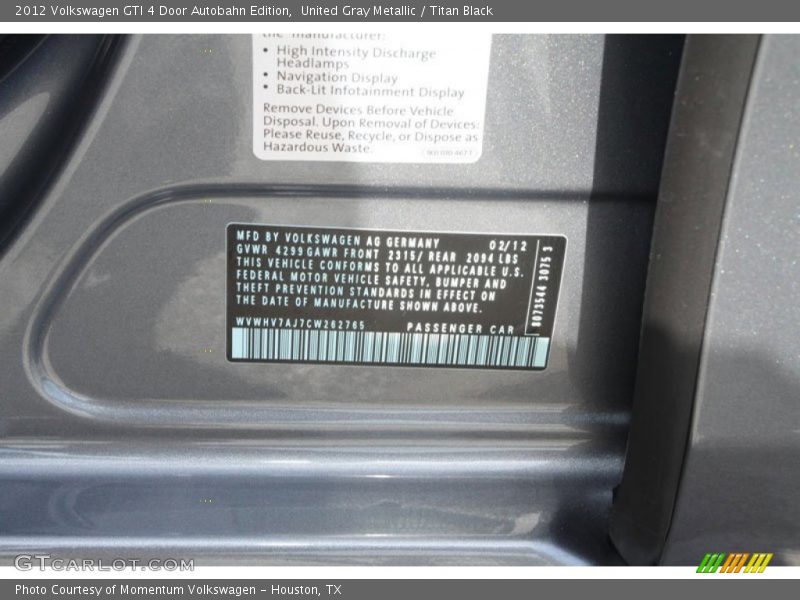 2012 Volkswagen GTI 4 Door Autobahn Edition, United Gray Metallic / Titan Black
the manufacturer:
• High Intensity Discharge
Headlamps
• Navigation Display
• Back-Lit Infotainment Display
Remove Devices Before Vehicle
Disposal. Upon Removal of Devices
Please Reuse, Recycle, or Dispose as
Hazardous Waste.
MFD BY VOLKSWAGEN AG GERMANY 02/12
GVWR 4299 GAWR FRONT 2315/ REAR 2094 LBS
THIS VEHICLE CONFORMS TO ALL APPLICABLE U.S.
FEDERAL MOTOR VEHICLE SAFETY, BUMPER AND
THEFT PREVENTION STANDARDS IN EFFECT ON
THE DATE OF MANUFACTURE SHOWN ABOVE.
WVWHV7AJ7CW262765 PASSENGER CAR
8073544 3075 3
GTcarlot.com
Photo Courtesy of Momentum Volkswagen – Houston, TX